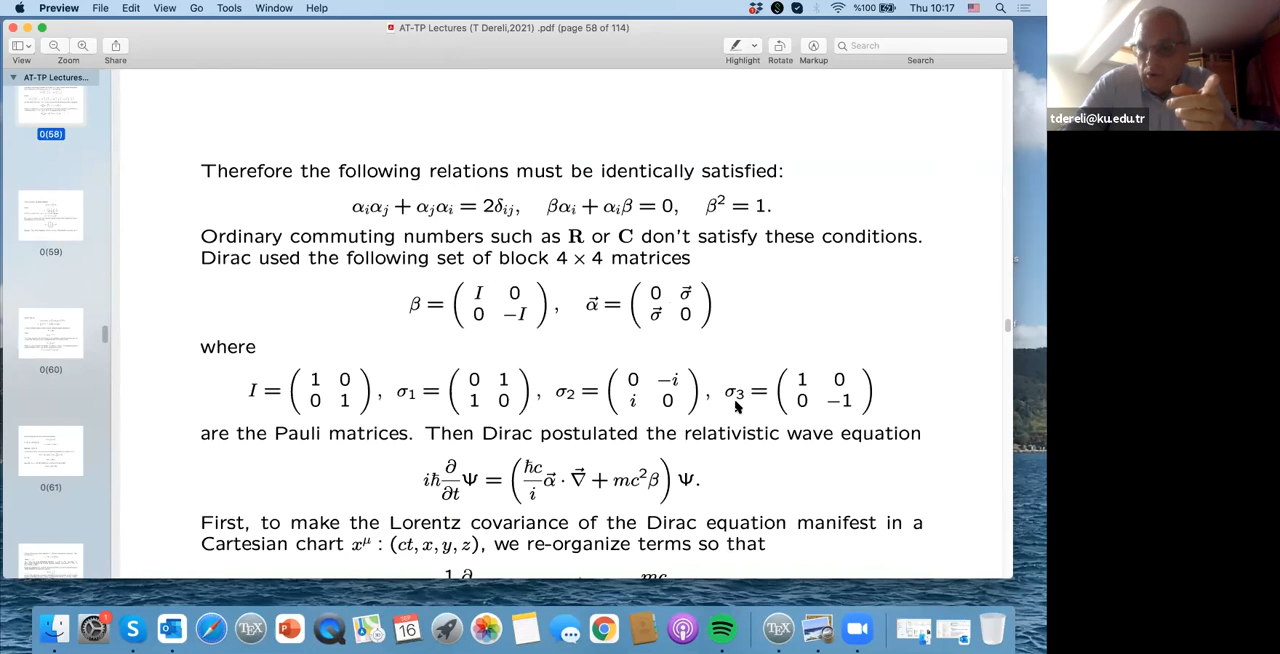 Preview File Edit View Go Tools Window Help %100 Thu 10:17
AT-TP Lectures (T Dereli,2021) .pdf (page 58 of 114)
View Zoom Share Highlight Rotate Markup Search
Search
AT-TP Lectures...
0(58)
0(59)
0(60)
0(61)
Therefore the following relations must be identically satisfied:
αᵢαⱼ + αⱼαᵢ = 2δᵢⱼ, βαᵢ + αᵢβ = 0, β² = 1.
Ordinary commuting numbers such as R or C don't satisfy these conditions.
Dirac used the following set of block 4 × 4 matrices
β = ( I 0 ; 0 −I ), α⃗ = ( 0 σ⃗ ; σ⃗ 0 )
where
I = ( 1 0 ; 0 1 ), σ₁ = ( 0 1 ; 1 0 ), σ₂ = ( 0 −i ; i 0 ), σ₃ = ( 1 0 ; 0 −1 )
are the Pauli matrices. Then Dirac postulated the relativistic wave equation
iħ ∂/∂t Ψ = ( ħc/i α⃗ · ∇⃗ + mc²β ) Ψ.
First, to make the Lorentz covariance of the Dirac equation manifest in a
Cartesian chart x^μ : (ct, x, y, z), we re-organize terms so that
tdereli@ku.edu.tr
SEP
16
TEX
TEX
1